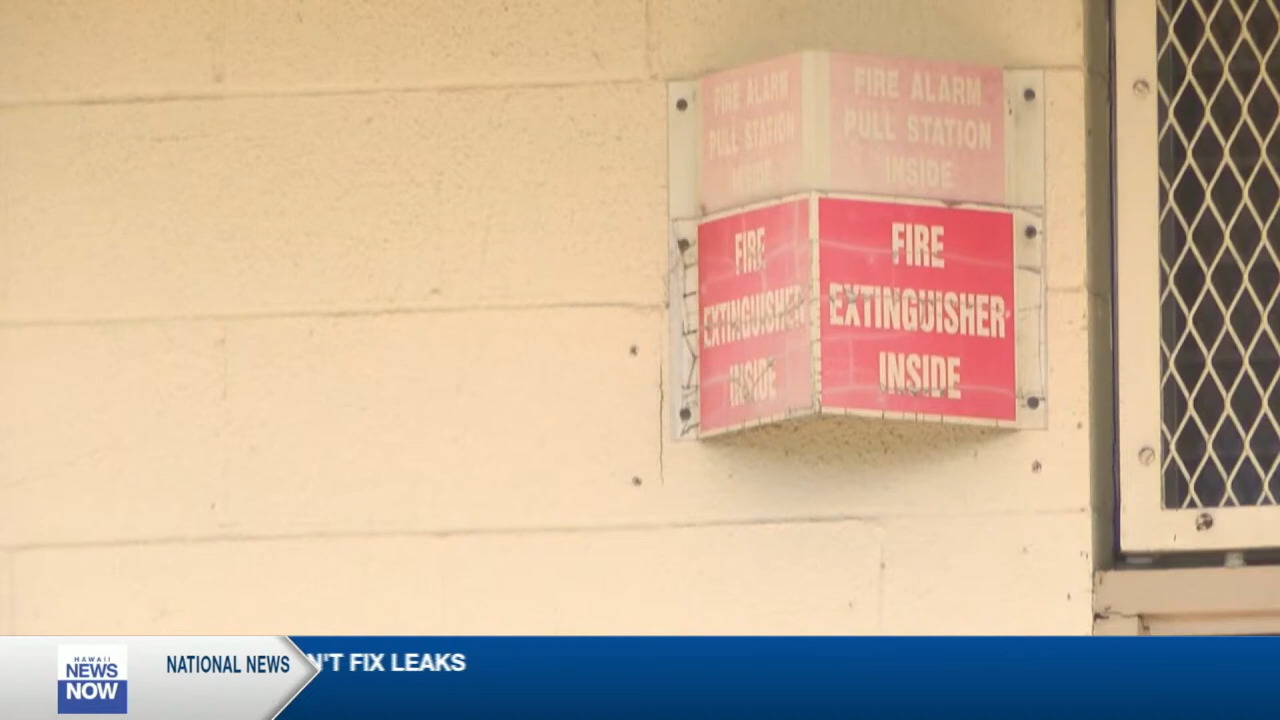 FIRE ALARM
PULL STATION
INSIDE
FIRE ALARM
PULL STATION
INSIDE
FIRE
EXTINGUISHER
INSIDE
FIRE
EXTINGUISHER
INSIDE
HAWAII
NEWS
NOW
NATIONAL NEWS
N'T FIX LEAKS